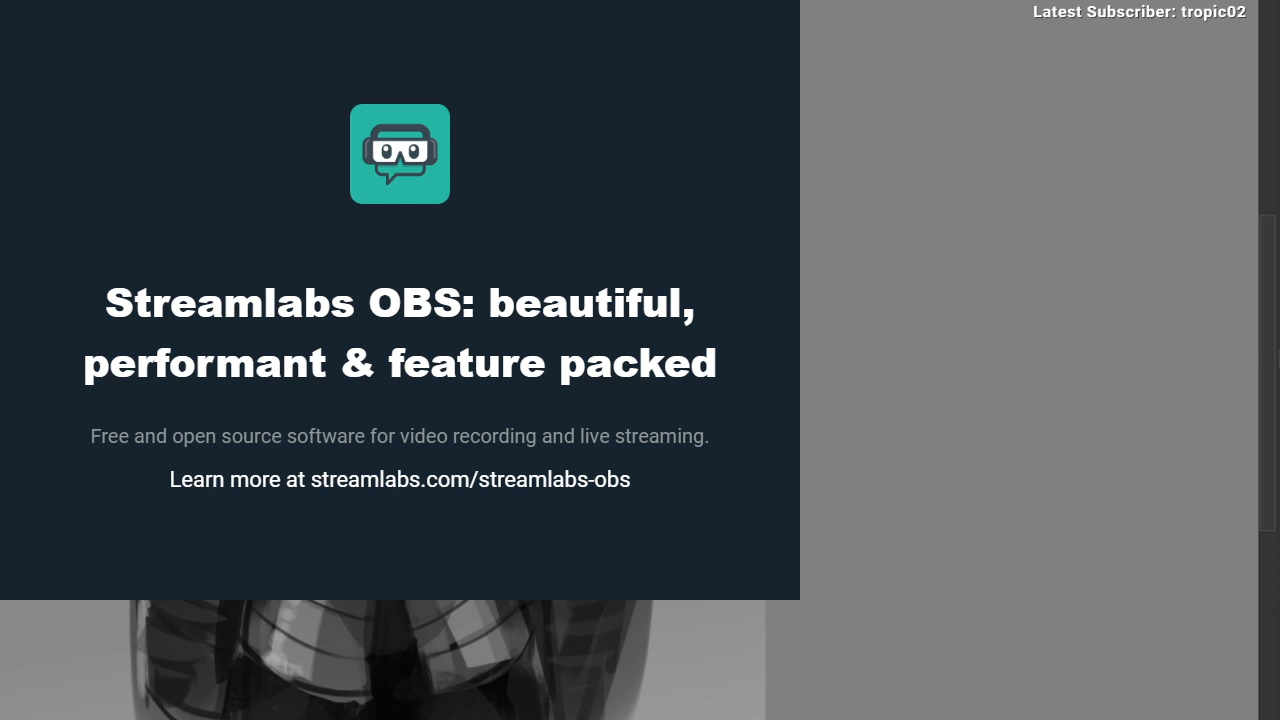 Latest Subscriber: tropic02
Streamlabs OBS: beautiful,
performant & feature packed
Free and open source software for video recording and live streaming.
Learn more at streamlabs.com/streamlabs-obs